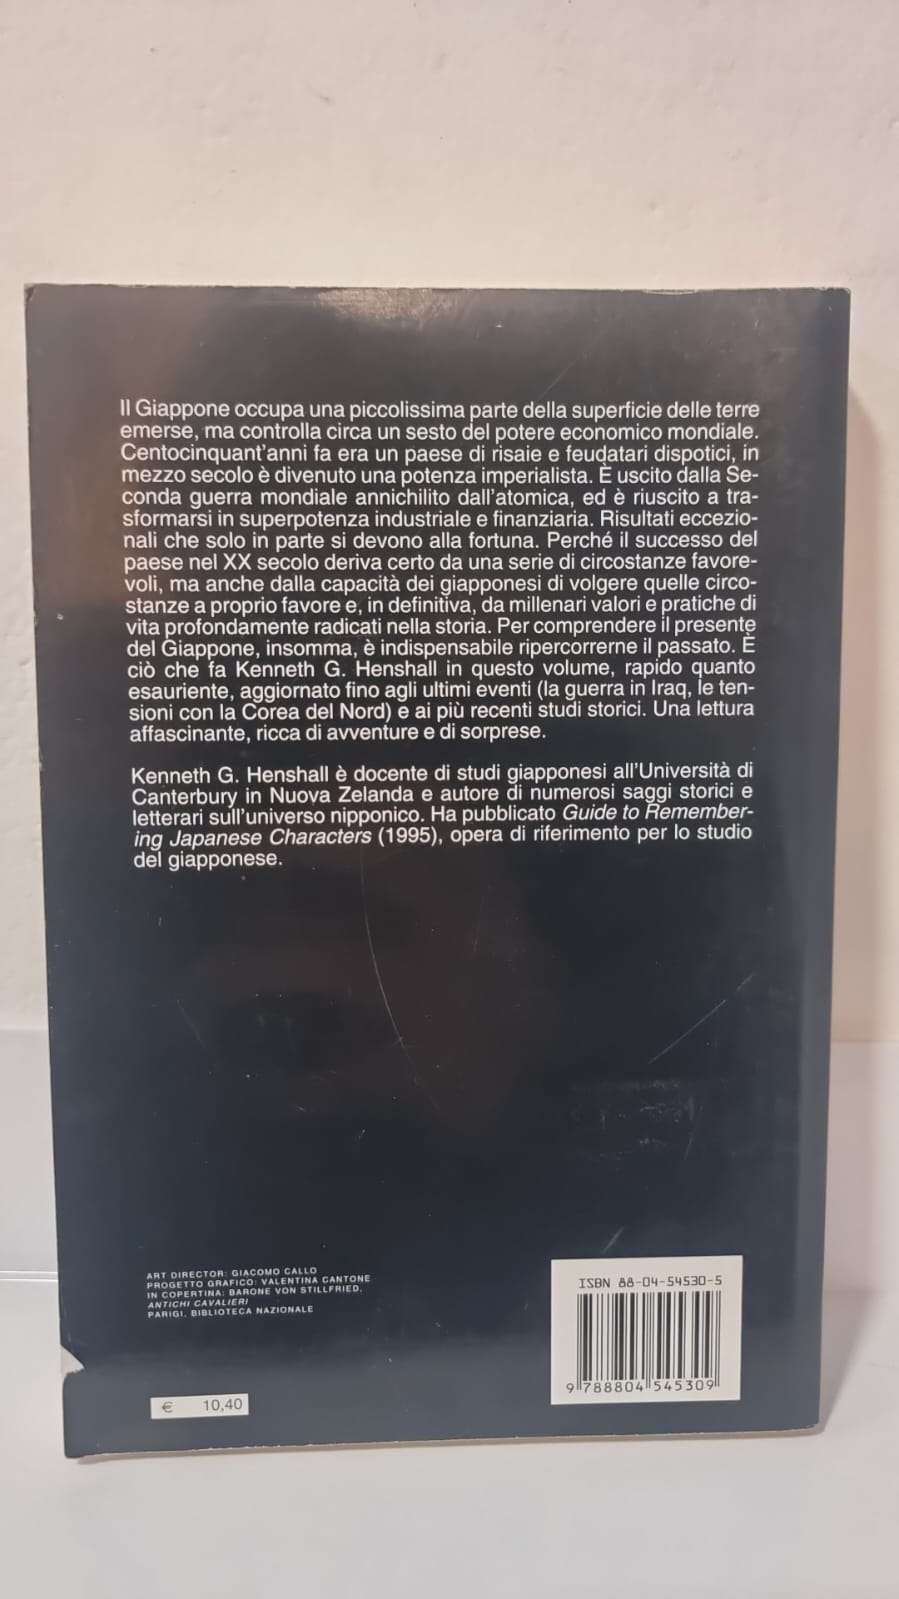 Il Giappone occupa una piccolissima parte della superficie delle terre
emerse, ma controlla circa un sesto del potere economico mondiale.
Centocinquant'anni fa era un paese di risaie e feudatari dispotici, in
mezzo secolo è divenuto una potenza imperialista. È uscito dalla Se-
conda guerra mondiale annichilito dall'atomica, ed è riuscito a tra-
sformarsi in superpotenza industriale e finanziaria. Risultati eccezio-
nali che solo in parte si devono alla fortuna. Perché il successo del
paese nel XX secolo deriva certo da una serie di circostanze favore-
voli, ma anche dalla capacità dei giapponesi di volgere quelle circo-
stanze a proprio favore e, in definitiva, da millenari valori e pratiche di
vita profondamente radicati nella storia. Per comprendere il presente
del Giappone, insomma, è indispensabile ripercorrerne il passato. È
ciò che fa Kenneth G. Henshall in questo volume, rapido quanto
esauriente, aggiornato fino agli ultimi eventi (la guerra in Iraq, le ten-
sioni con la Corea del Nord) e ai più recenti studi storici. Una lettura
affascinante, ricca di avventure e di sorprese.
Kenneth G. Henshall è docente di studi giapponesi all'Università di
Canterbury in Nuova Zelanda e autore di numerosi saggi storici e
letterari sull'universo nipponico. Ha pubblicato Guide to Remember-
ing Japanese Characters (1995), opera di riferimento per lo studio
del giapponese.
ART DIRECTOR: GIACOMO CALLO
PROGETTO GRAFICO: VALENTINA CANTONE
IN COPERTINA: BARONE VON STILLFRIED,
ANTICHI CAVALIERI
PARIGI, BIBLIOTECA NAZIONALE
€ 10,40
ISBN 88-04-54530-5
9 788804 545309